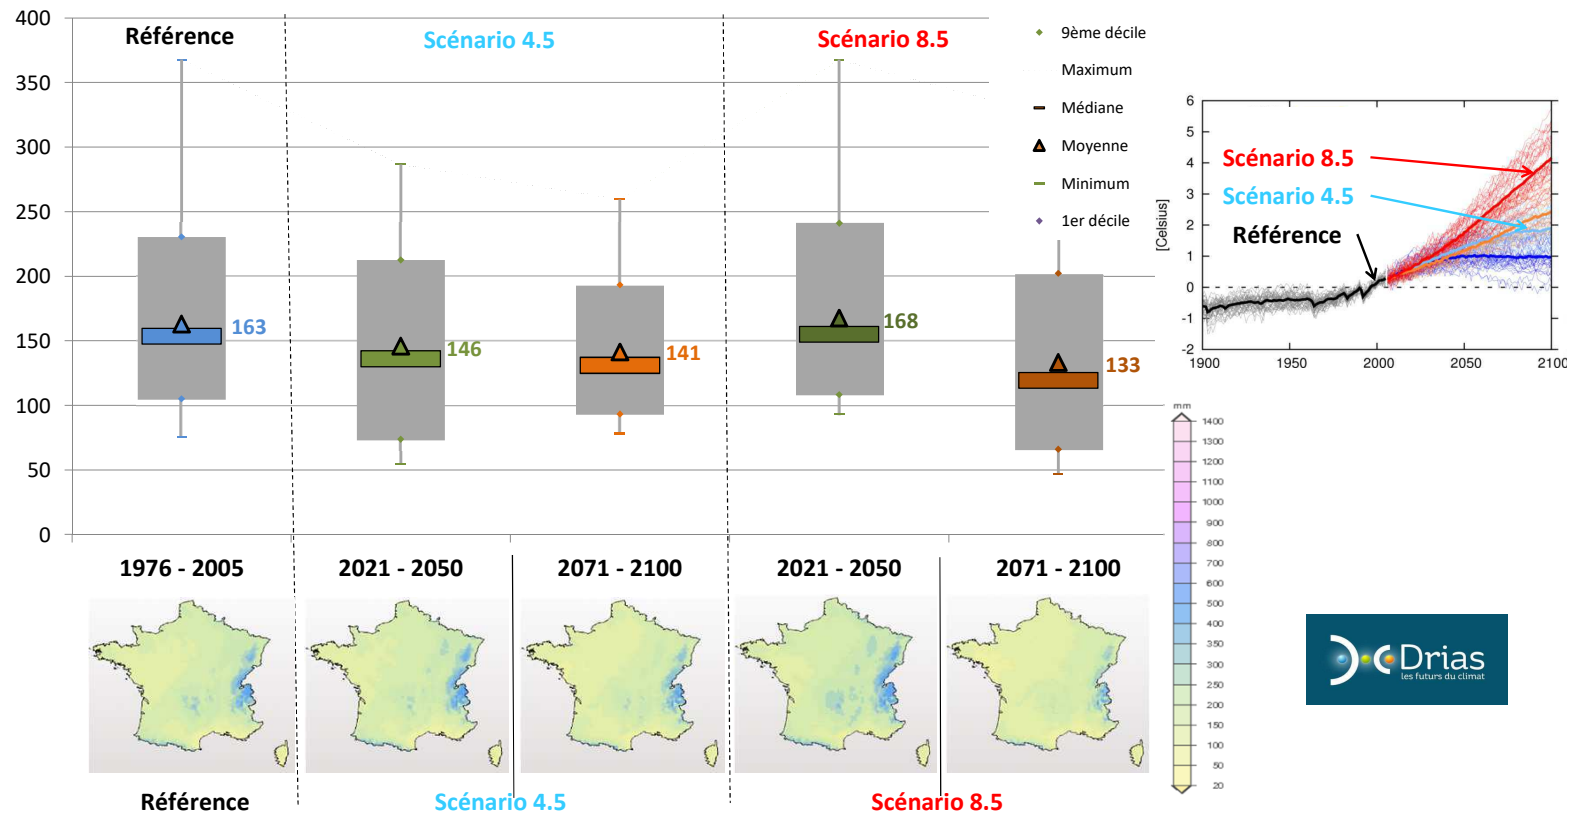 400
350
300
250
200
150
100
50
0
Référence
Scénario 4.5
Scénario 8.5
9ème décile
Maximum
Médiane
Moyenne
Minimum
1er décile
163
146
141
168
133
6
5
4
3
2
1
0
-1
-2
[Celsius]
1900
1950
2000
2050
2100
Scénario 8.5
Scénario 4.5
Référence
1976 - 2005
2021 - 2050
2071 - 2100
2021 - 2050
2071 - 2100
mm
1400
1300
1200
1100
1000
900
800
700
600
500
400
350
300
250
200
150
100
50
20
Drias
les futurs du climat
Référence
Scénario 4.5
Scénario 8.5